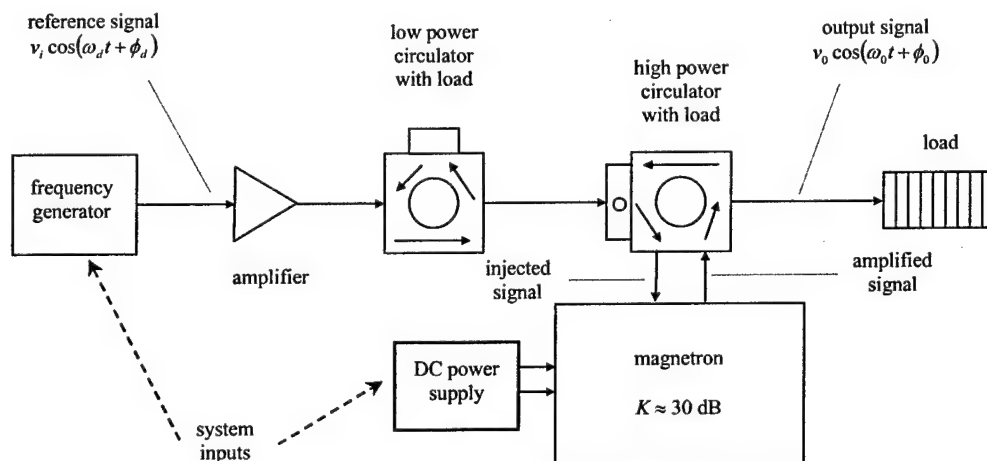 reference signal
v_i cos(ω_d t + ϕ_d)
low power
circulator
with load
high power
circulator
with load
output signal
v_0 cos(ω_0 t + ϕ_0)
load
frequency
generator
amplifier
injected
signal
amplified
signal
DC power
supply
magnetron
K ≈ 30 dB
system
inputs